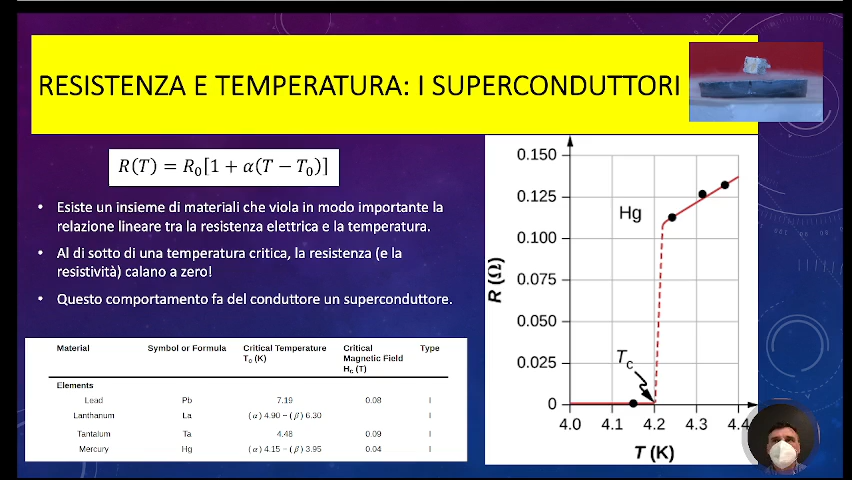 RESISTENZA E TEMPERATURA: I SUPERCONDUTTORI
R(T) = R₀[1 + α(T − T₀)]
• Esiste un insieme di materiali che viola in modo importante la
relazione lineare tra la resistenza elettrica e la temperatura.
• Al di sotto di una temperatura critica, la resistenza (e la
resistività) calano a zero!
• Questo comportamento fa del conduttore un superconduttore.
Material Symbol or Formula Critical Temperature Critical Type
T_c (K) Magnetic Field
H_c (T)
Elements
Lead Pb 7.19 0.08 I
Lanthanum La (α) 4.90 − (β) 6.30 I
Tantalum Ta 4.48 0.09 I
Mercury Hg (α) 4.15 − (β) 3.95 0.04 I
0.150
0.125
Hg
0.100
0.075
R (Ω)
0.050
T_c
0.025
0
4.0 4.1 4.2 4.3 4.4
T (K)